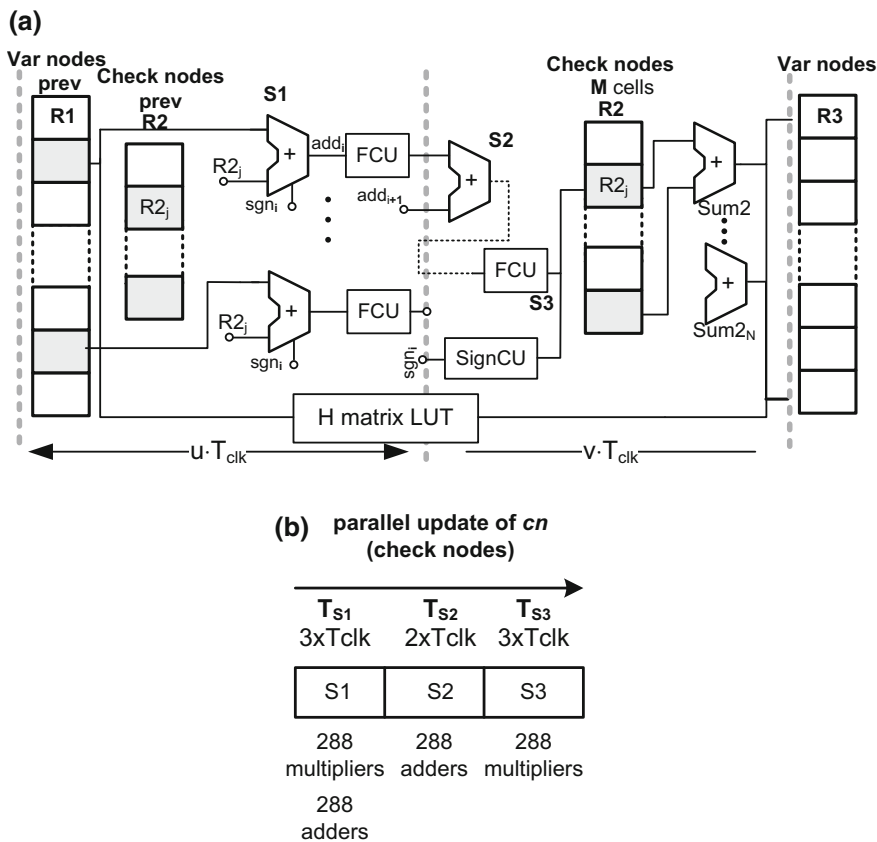 (a)
Var nodes
prev
R1
Check nodes
prev
R2
R2j
S1
+
R2j
sgni
addi
FCU
addi+1
S2
+
FCU
S3
Check nodes
M cells
R2
R2j
+
Sum2
+
Sum2N
Var nodes
R3
R2j
+
sgni
FCU
sgni
SignCU
H matrix LUT
u·Tclk
v·Tclk
(b) parallel update of cn
(check nodes)
TS1 TS2 TS3
3xTclk 2xTclk 3xTclk
S1 S2 S3
288 288 288
multipliers adders multipliers
288
adders